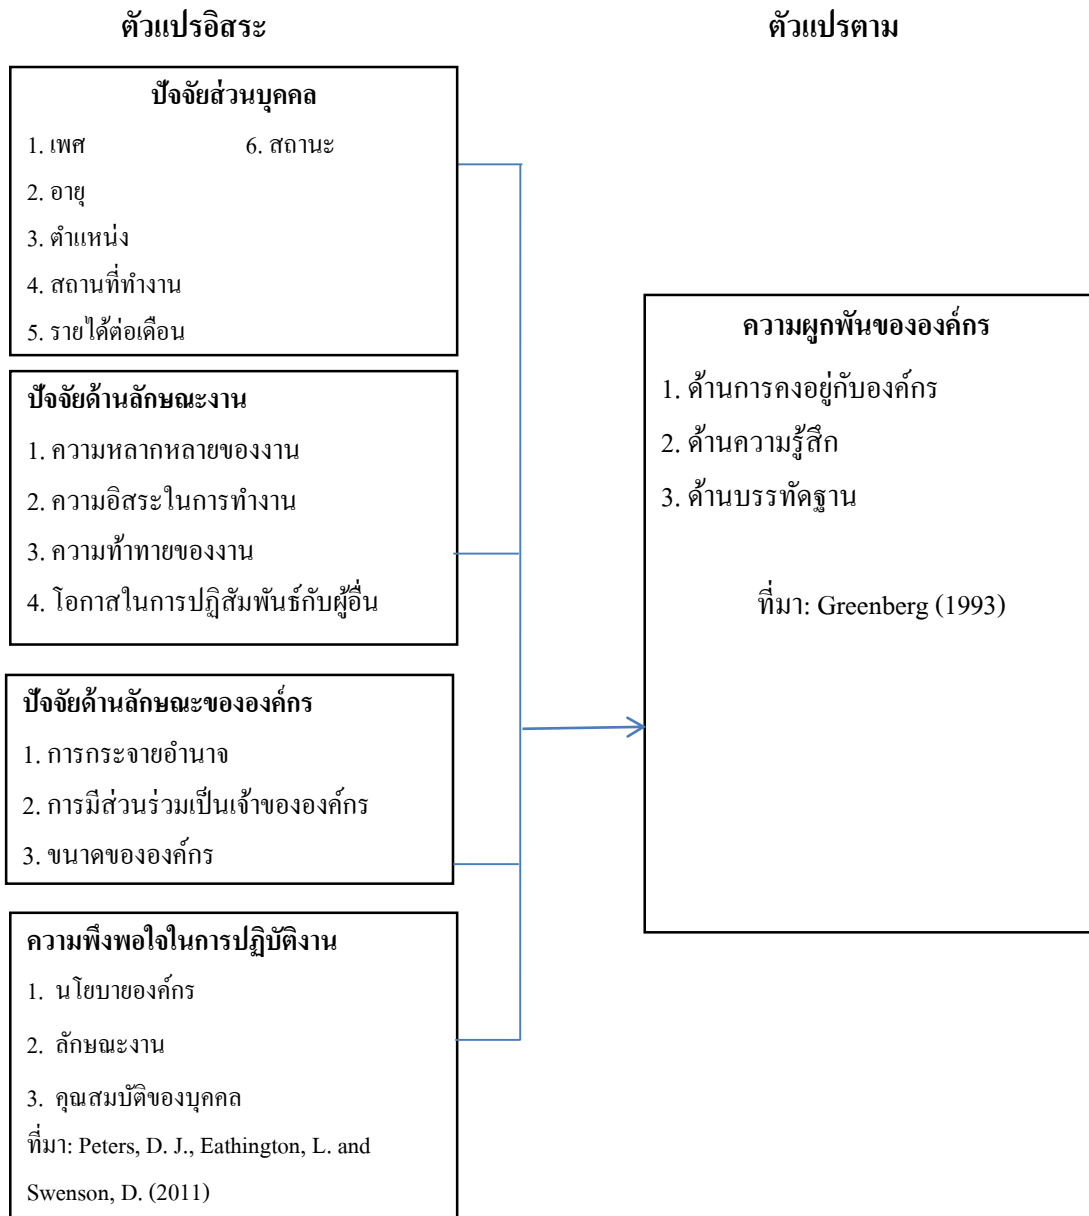 ตัวแปรอิสระ
ตัวแปรตาม
ปัจจัยส่วนบุคคล
1. เพศ 6. สถานะ
2. อายุ
3. ตำแหน่ง
4. สถานที่ทำงาน
5. รายได้ต่อเดือน
ปัจจัยด้านลักษณะงาน
1. ความหลากหลายของงาน
2. ความอิสระในการทำงาน
3. ความท้าทายของงาน
4. โอกาสในการปฏิสัมพันธ์กับผู้อื่น
ปัจจัยด้านลักษณะขององค์กร
1. การกระจายอำนาจ
2. การมีส่วนร่วมเป็นเจ้าขององค์กร
3. ขนาดขององค์กร
ความพึงพอใจในการปฏิบัติงาน
1. นโยบายองค์กร
2. ลักษณะงาน
3. คุณสมบัติของบุคคล
ที่มา: Peters, D. J., Eathington, L. and
Swenson, D. (2011)
ความผูกพันขององค์กร
1. ด้านการคงอยู่กับองค์กร
2. ด้านความรู้สึก
3. ด้านบรรทัดฐาน
ที่มา: Greenberg (1993)